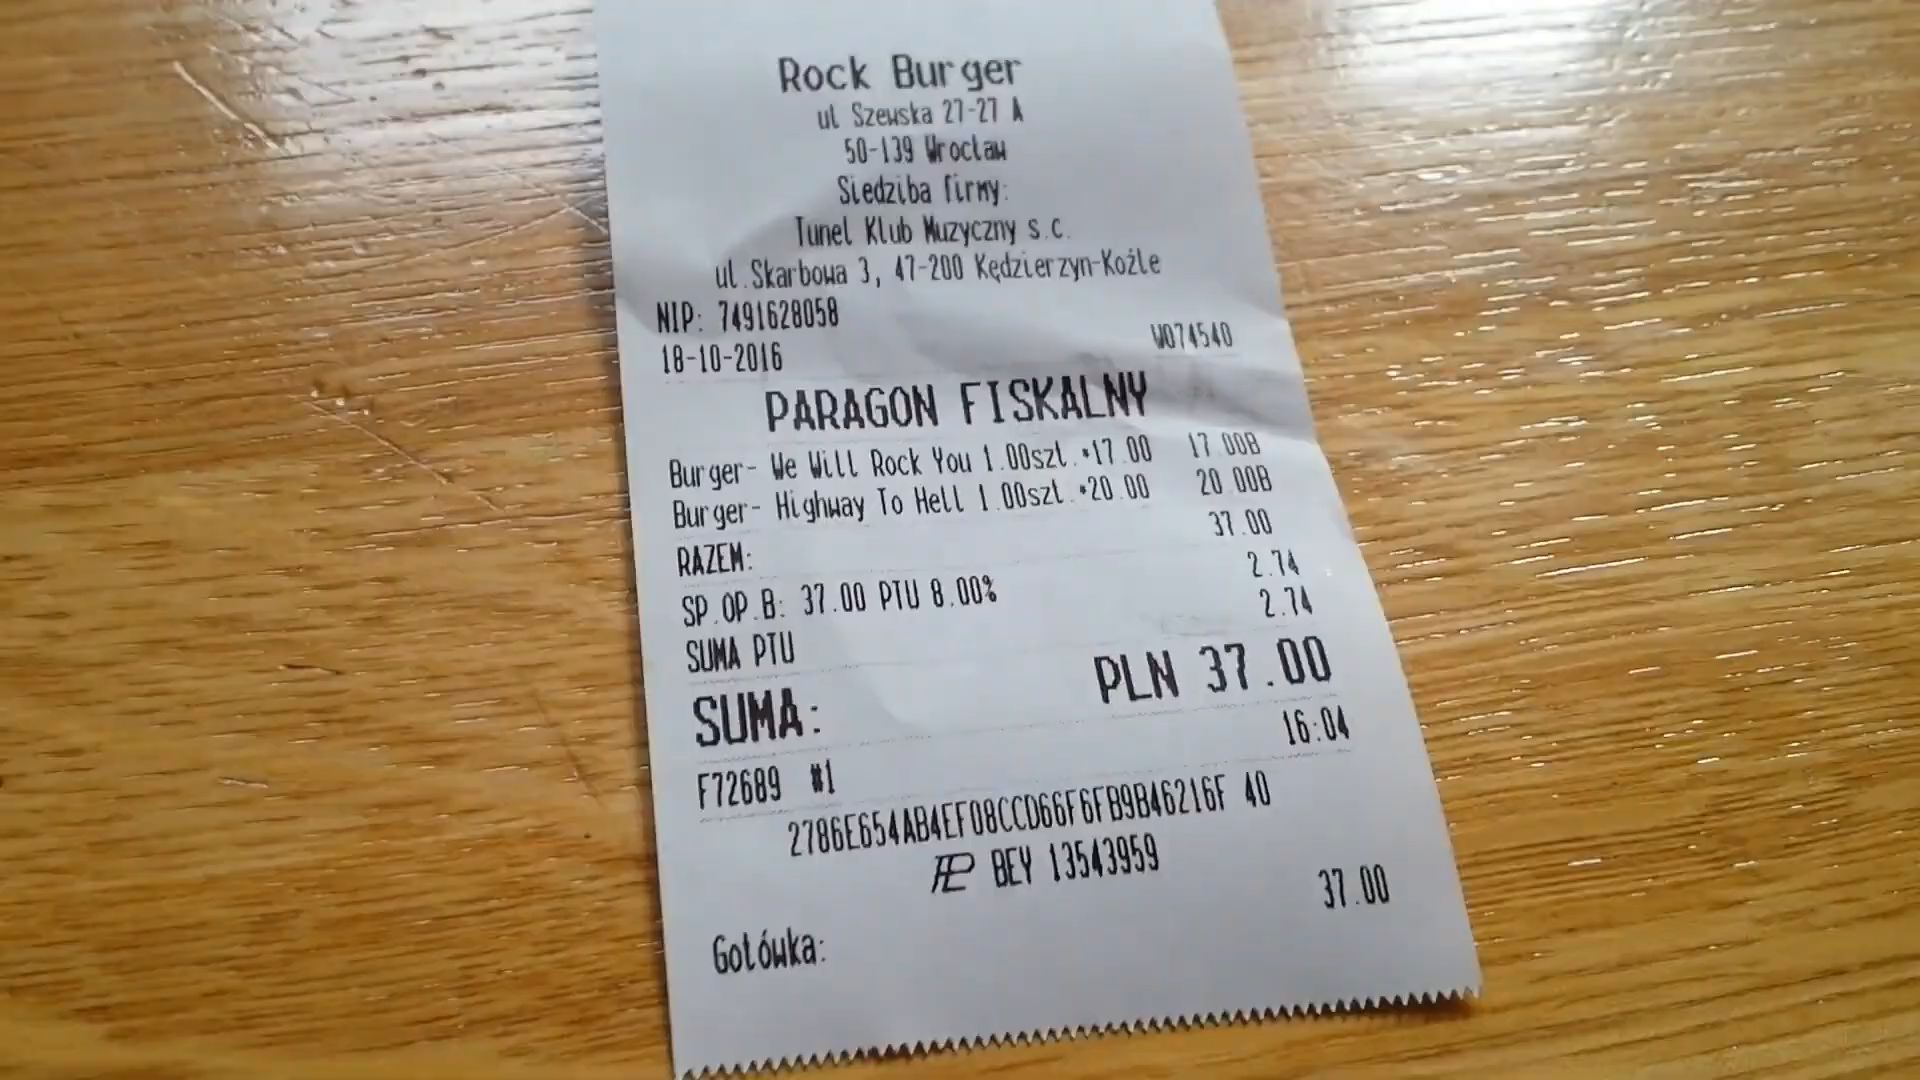 Rock Burger
ul Szewska 27-27 A
50-139 Wrocław
Siedziba firmy:
Tunel Klub Muzyczny s.c.
ul.Skarbowa 3, 47-200 Kędzierzyn-Koźle
NIP: 7491628058
18-10-2016 W074540
PARAGON FISKALNY
Burger- We Will Rock You 1.00szt.*17.00 17.00B
Burger- Highway To Hell 1.00szt.*20.00 20.00B
RAZEM: 37.00
SP.OP.B: 37.00 PTU 8.00% 2.74
SUMA PTU 2.74
SUMA: PLN 37.00
F72689 #1 16:04
2786E654AB4EF08CCD66F6FB9B46216F 40
BEY 13543959
Gotówka: 37.00